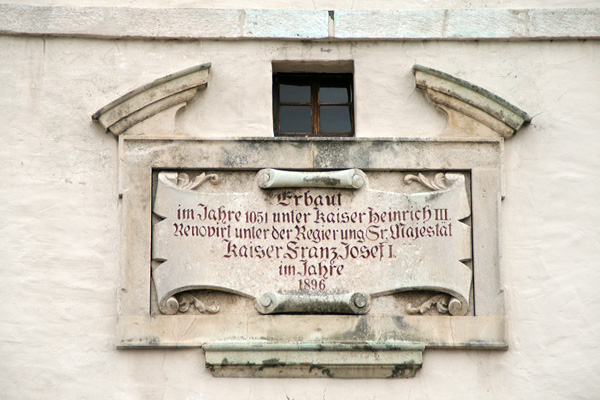 Erbaut
im Jahre 1051 unter Kaiser Heinrich III.
Renovirt unter der Regierung Sr. Majestät
Kaiser Franz Josef I.
im Jahre
1896